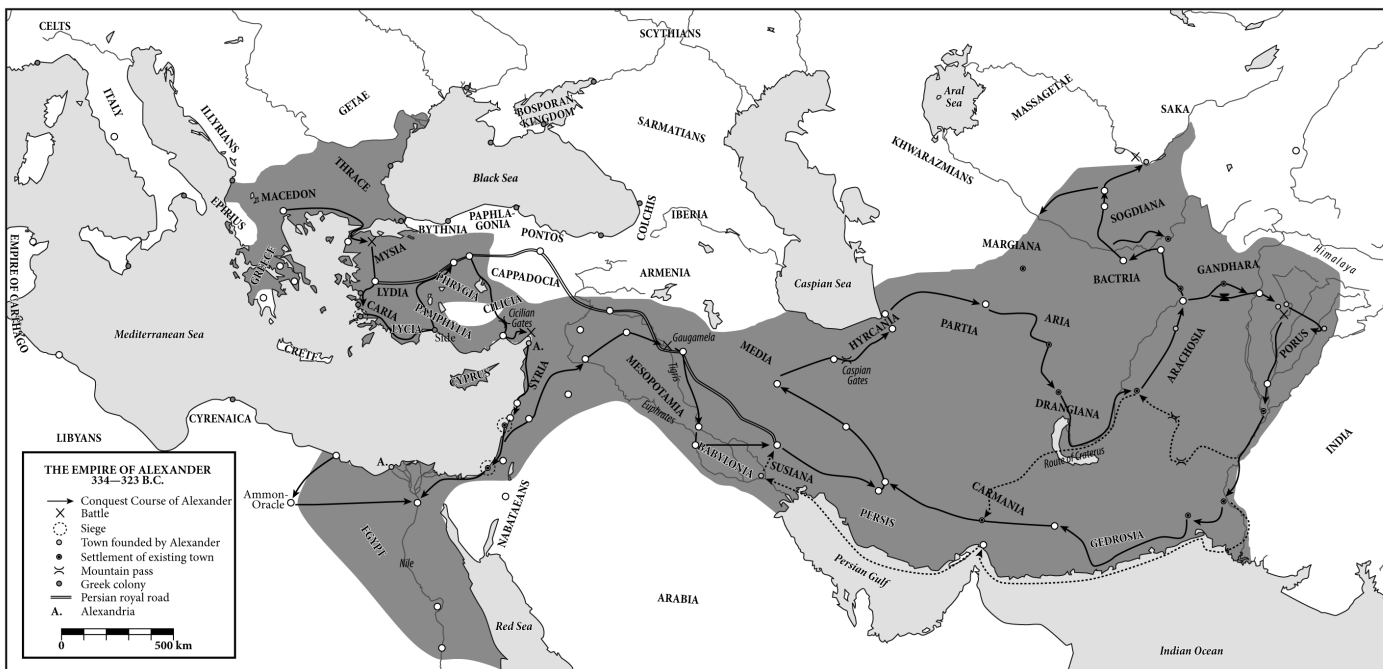 CELTS
SCYTHIANS
ITALY
ILLYRIANS
GETAE
BOSPORAN
KINGDOM
SARMATIANS
Aral
Sea
MASSAGETAE
SAKA
KHWARAZMIANS
THRACE
Black Sea
MACEDON
EPIRIUS
GREECE
BYTHNIA
PAPHLA-
GONIA
PONTOS
COLCHIS
IBERIA
ARMENIA
Caspian Sea
MARGIANA
SOGDIANA
BACTRIA
GANDHARA
Himalaya
EMPIRE OF CARTHAGO
MYSIA
LYDIA
PHRYGIA
CAPPADOCIA
CILICIA
CARIA
LYCIA
PAMPHYLIA
Side
Cicilian
Gates
A.
Mediterranean Sea
CRETE
CYPRUS
SYRIA
Gaugamela
Tigris
MESOPOTAMIA
Euphrates
MEDIA
HYRCANIA
Caspian
Gates
PARTIA
ARIA
ARACHOSIA
PORUS
DRANGIANA
Route of Craterus
INDIA
CYRENAICA
LIBYANS
A.
BABYLONIA
SUSIANA
PERSIS
CARMANIA
GEDROSIA
Ammon-
Oracle
EGYPT
Nile
NABATAEANS
Red Sea
ARABIA
Persian Gulf
Indian Ocean
THE EMPIRE OF ALEXANDER
334—323 B.C.
Conquest Course of Alexander
Battle
Siege
Town founded by Alexander
Settlement of existing town
Mountain pass
Greek colony
Persian royal road
A. Alexandria
0 500 km